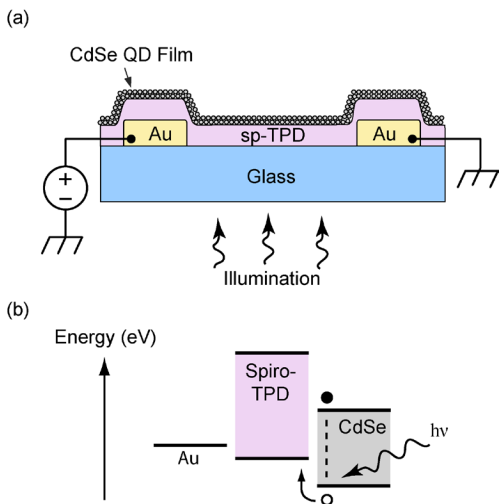 (a)
CdSe QD Film
Au
sp-TPD
Au
+
−
Glass
Illumination
(b)
Energy (eV)
Spiro-
TPD
CdSe
hν
Au